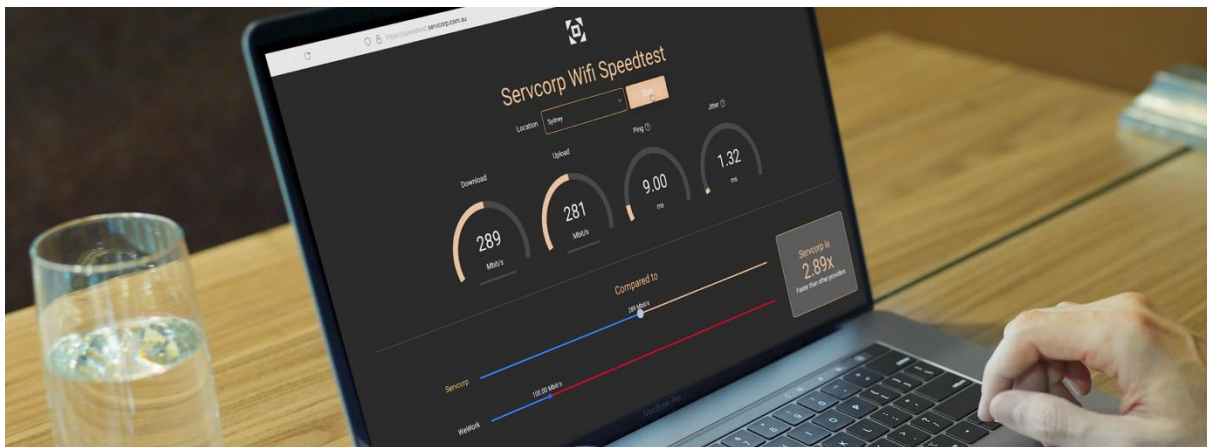 https://speedtest.servcorp.com.au
Servcorp Wifi Speedtest
Location
Sydney
Start
Download
Upload
Ping
Jitter
289
Mbit/s
281
Mbit/s
9.00
ms
1.32
ms
Compared to
Servcorp
289 Mbit/s
WeWork
100.00 Mbit/s
Servcorp is
2.89x
Faster than other providers
MacBook Pro